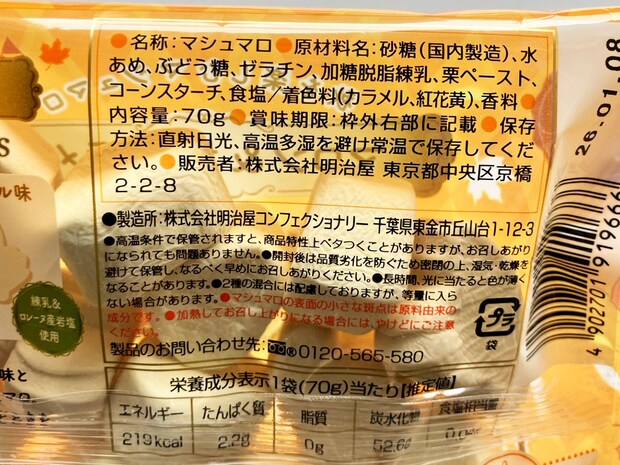 ●名称：マシュマロ●原材料名：砂糖（国内製造）、水
あめ、ぶどう糖、ゼラチン、加糖脱脂練乳、栗ペースト、
コーンスターチ、食塩／着色料（カラメル、紅花黄）、香料●
内容量：70g●賞味期限：枠外右部に記載●保存
方法：直射日光、高温多湿を避け常温で保存してくだ
さい。●販売者：株式会社明治屋 東京都中央区京橋
2-2-8
●製造所：株式会社明治屋コンフェクショナリー 千葉県東金市丘山台1-12-3
●高温条件で保管されますと、商品特性上べたつくことがありますが、お召しあがり
になられても問題ありません。●開封後は品質劣化を防ぐため密閉の上、湿気・乾燥を
避けて保管し、なるべく早めにお召しあがりください。●長時間、光に当たると色が薄く
なることがあります。●2種の混合には配慮しておりますが、等量に入ら
ない場合があります。●マシュマロの表面の小さな斑点は原料由来の
成分です。●加熱してお召し上がりになる場合には、やけどにご注意
ください。
製品のお問い合わせ先：0120-565-580
栄養成分表示1袋（70g）当たり【推定値】
エネルギー たんぱく質 脂質 炭水化物 食塩相当量
219kcal 2.2g 0g 52.6g
袋
26-01.08
4 902701 919666
ル味
練乳&
ロレーヌ産岩塩
使用
味と